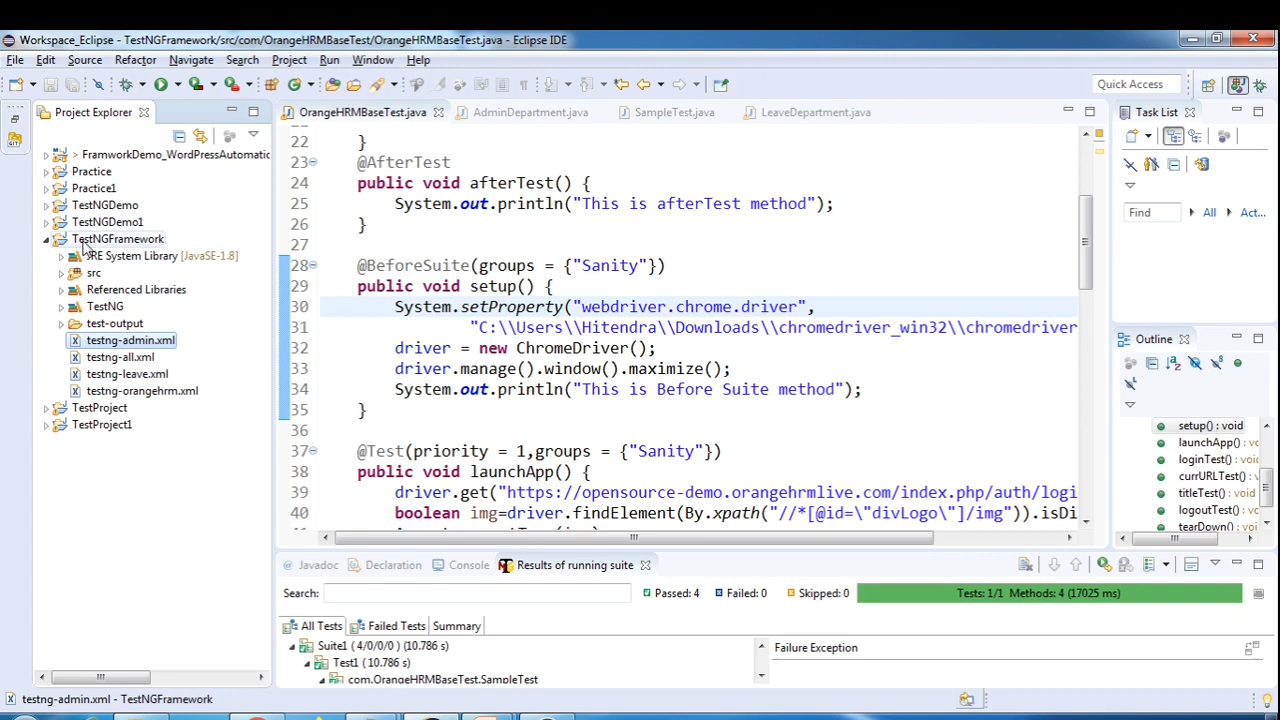 Workspace_Eclipse - TestNGFramework/src/com/OrangeHRMBaseTest/OrangeHRMBaseTest.java - Eclipse IDE
File Edit Source Refactor Navigate Search Project Run Window Help
Quick Access
Project Explorer
OrangeHRMBaseTest.java
AdminDepartment.java
SampleTest.java
LeaveDepartment.java
Task List
> FramworkDemo_WordPressAutomatic
Practice
Practice1
TestNGDemo
TestNGDemo1
TestNGFramework
JRE System Library [JavaSE-1.8]
src
Referenced Libraries
TestNG
test-output
testng-admin.xml
testng-all.xml
testng-leave.xml
testng-orangehrm.xml
TestProject
TestProject1
22 }
23 @AfterTest
24 public void afterTest() {
25 System.out.println("This is afterTest method");
26 }
27
28 @BeforeSuite(groups = {"Sanity"})
29 public void setup() {
30 System.setProperty("webdriver.chrome.driver",
31 "C:\\Users\\Hitendra\\Downloads\\chromedriver_win32\\chromedriver
32 driver = new ChromeDriver();
33 driver.manage().window().maximize();
34 System.out.println("This is Before Suite method");
35 }
36
37 @Test(priority = 1,groups = {"Sanity"})
38 public void launchApp() {
39 driver.get("https://opensource-demo.orangehrmlive.com/index.php/auth/logi
40 boolean img=driver.findElement(By.xpath("//*[@id=\"divLogo\"]/img")).isDi
Find All Act...
Outline
setup() : void
launchApp() : vo
loginTest() : voic
currURLTest() : v
titleTest() : void
logoutTest() : vo
tearDown() : voi
Javadoc Declaration Console Results of running suite
Search: Passed: 4 Failed: 0 Skipped: 0 Tests: 1/1 Methods: 4 (17025 ms)
All Tests Failed Tests Summary
Failure Exception
Suite1 ( 4/0/0/0 ) (10.786 s)
Test1 ( 10.786 s)
com.OrangeHRMBaseTest.SampleTest
testng-admin.xml - TestNGFramework